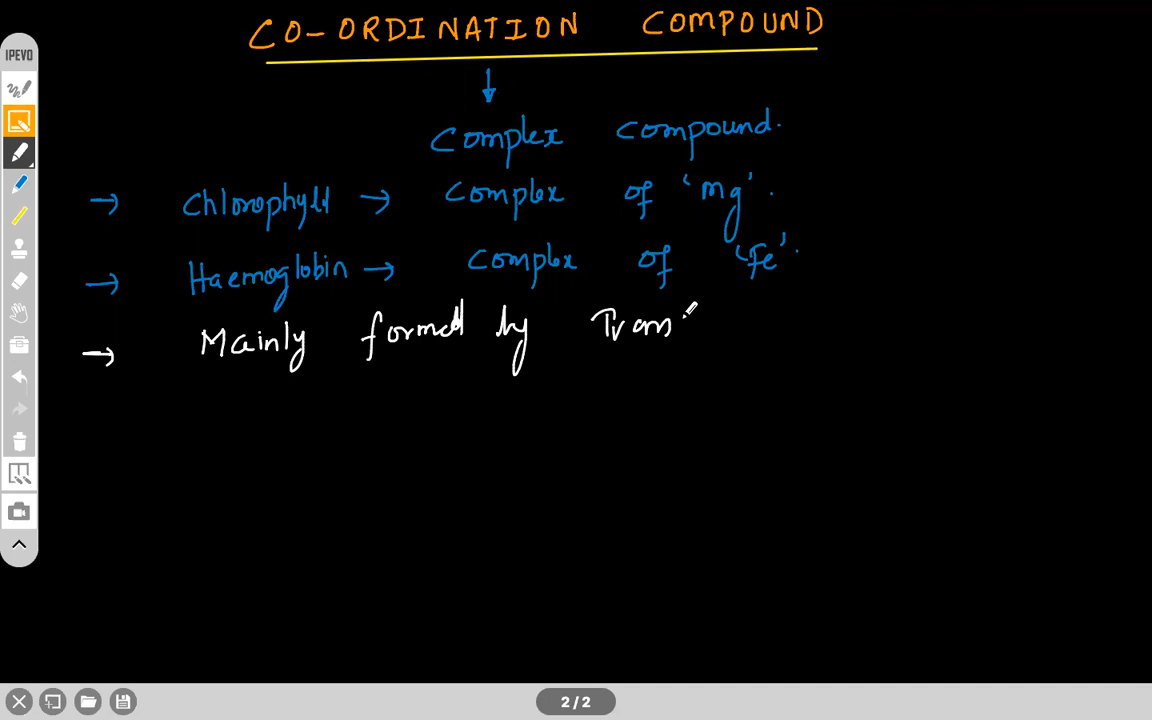 IPEVO
CO-ORDINATION COMPOUND
↓
Complex compound.
→ Chlorophyll → Complex of 'mg'.
→ Haemoglobin → Complex of 'Fe'.
→ Mainly formed by Trans
2/2